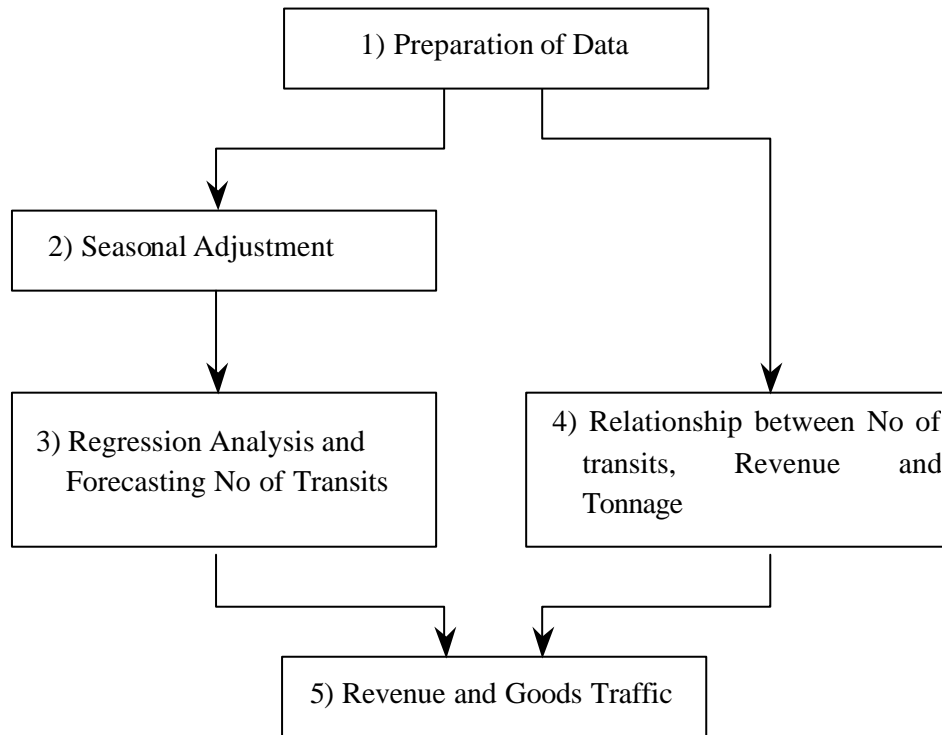 1) Preparation of Data
2) Seasonal Adjustment
3) Regression Analysis and
Forecasting No of Transits
4) Relationship between No of
transits, Revenue and
Tonnage
5) Revenue and Goods Traffic